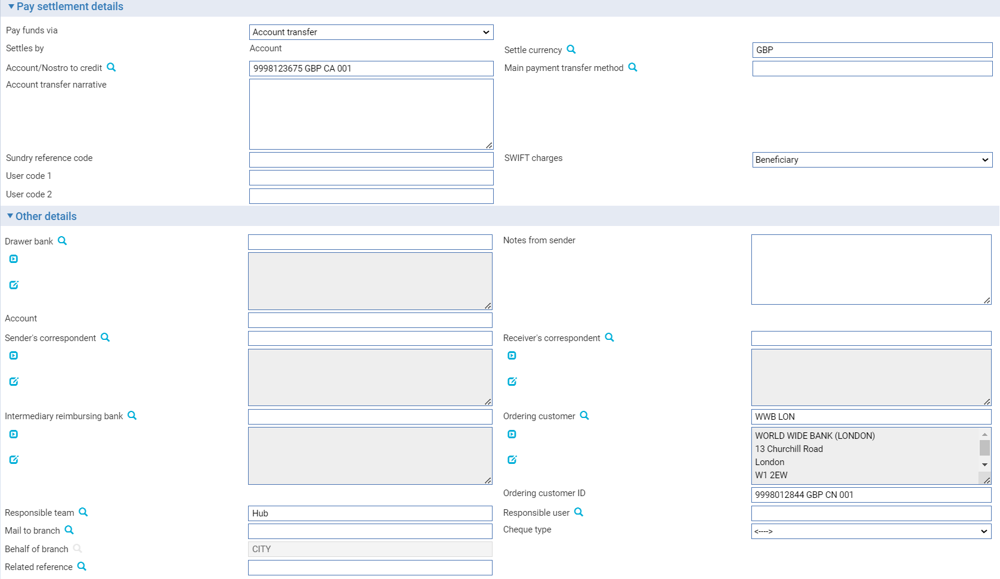 Pay settlement details
Pay funds via Account transfer
Settles by Account Settle currency GBP
Account/Nostro to credit 9998123675 GBP CA 001 Main payment transfer method
Account transfer narrative
Sundry reference code SWIFT charges Beneficiary
User code 1
User code 2
Other details
Drawer bank Notes from sender
Account
Sender's correspondent Receiver's correspondent
Intermediary reimbursing bank Ordering customer WWB LON
WORLD WIDE BANK (LONDON)
13 Churchill Road
London
W1 2EW
Ordering customer ID 9998012844 GBP CN 001
Responsible team Hub Responsible user
Mail to branch Cheque type <---->
Behalf of branch CITY
Related reference